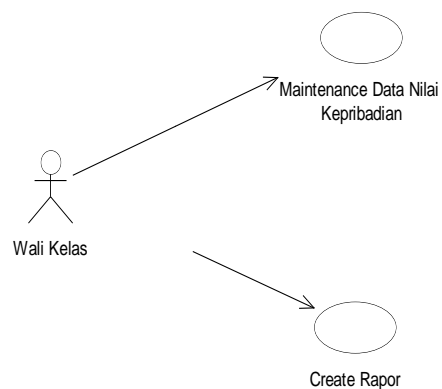 Maintenance Data Nilai
Kepribadian
Wali Kelas
Create Rapor